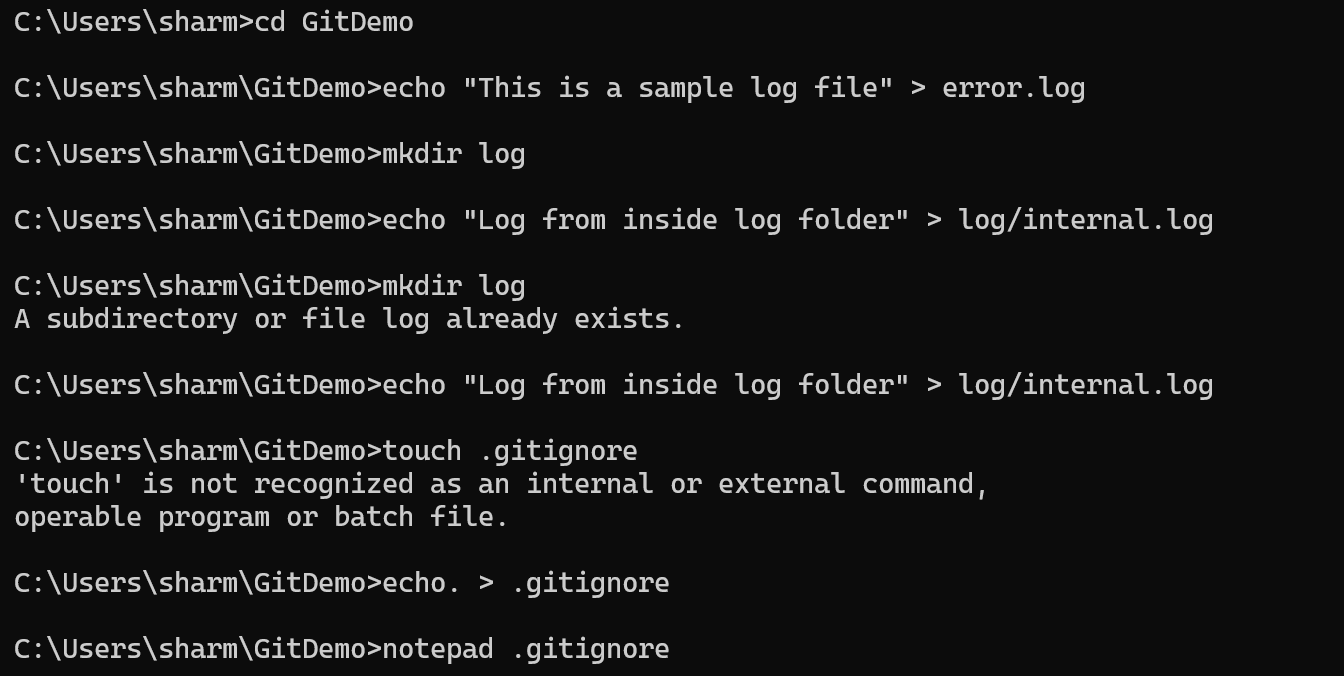 C:\Users\sharm>cd GitDemo
C:\Users\sharm\GitDemo>echo "This is a sample log file" > error.log
C:\Users\sharm\GitDemo>mkdir log
C:\Users\sharm\GitDemo>echo "Log from inside log folder" > log/internal.log
C:\Users\sharm\GitDemo>mkdir log
A subdirectory or file log already exists.
C:\Users\sharm\GitDemo>echo "Log from inside log folder" > log/internal.log
C:\Users\sharm\GitDemo>touch .gitignore
'touch' is not recognized as an internal or external command,
operable program or batch file.
C:\Users\sharm\GitDemo>echo. > .gitignore
C:\Users\sharm\GitDemo>notepad .gitignore